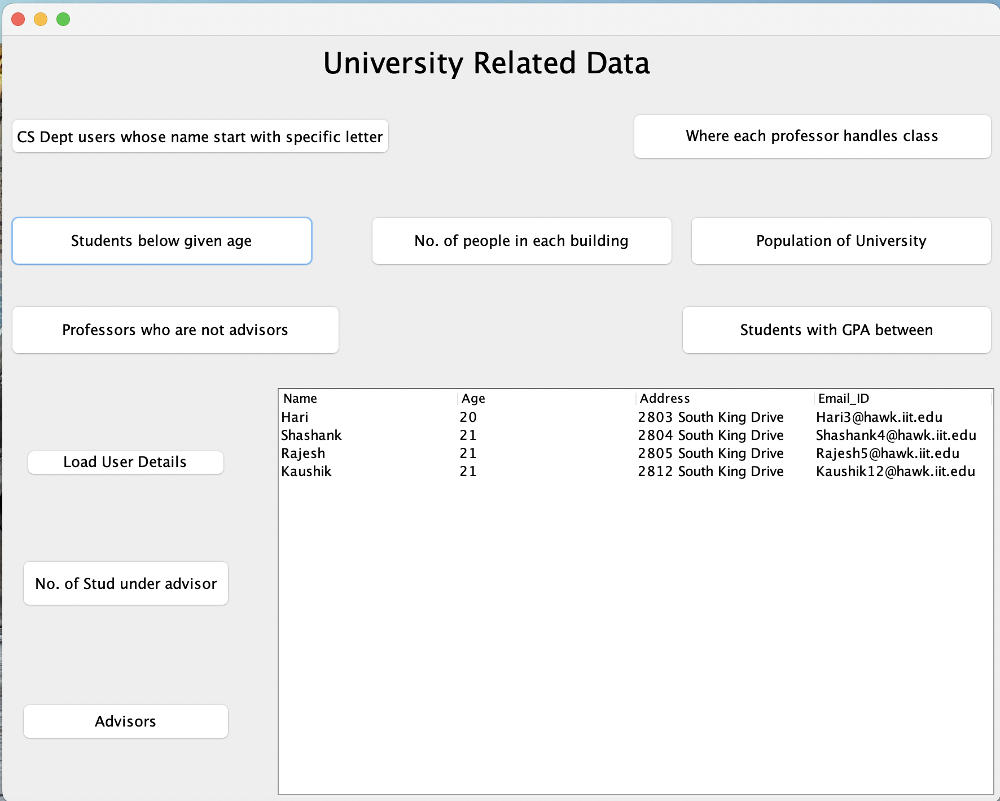 University Related Data
CS Dept users whose name start with specific letter
Where each professor handles class
Students below given age
No. of people in each building
Population of University
Professors who are not advisors
Students with GPA between
Name Age Address Email_ID
Hari 20 2803 South King Drive Hari3@hawk.iit.edu
Shashank 21 2804 South King Drive Shashank4@hawk.iit.edu
Rajesh 21 2805 South King Drive Rajesh5@hawk.iit.edu
Kaushik 21 2812 South King Drive Kaushik12@hawk.iit.edu
Load User Details
No. of Stud under advisor
Advisors